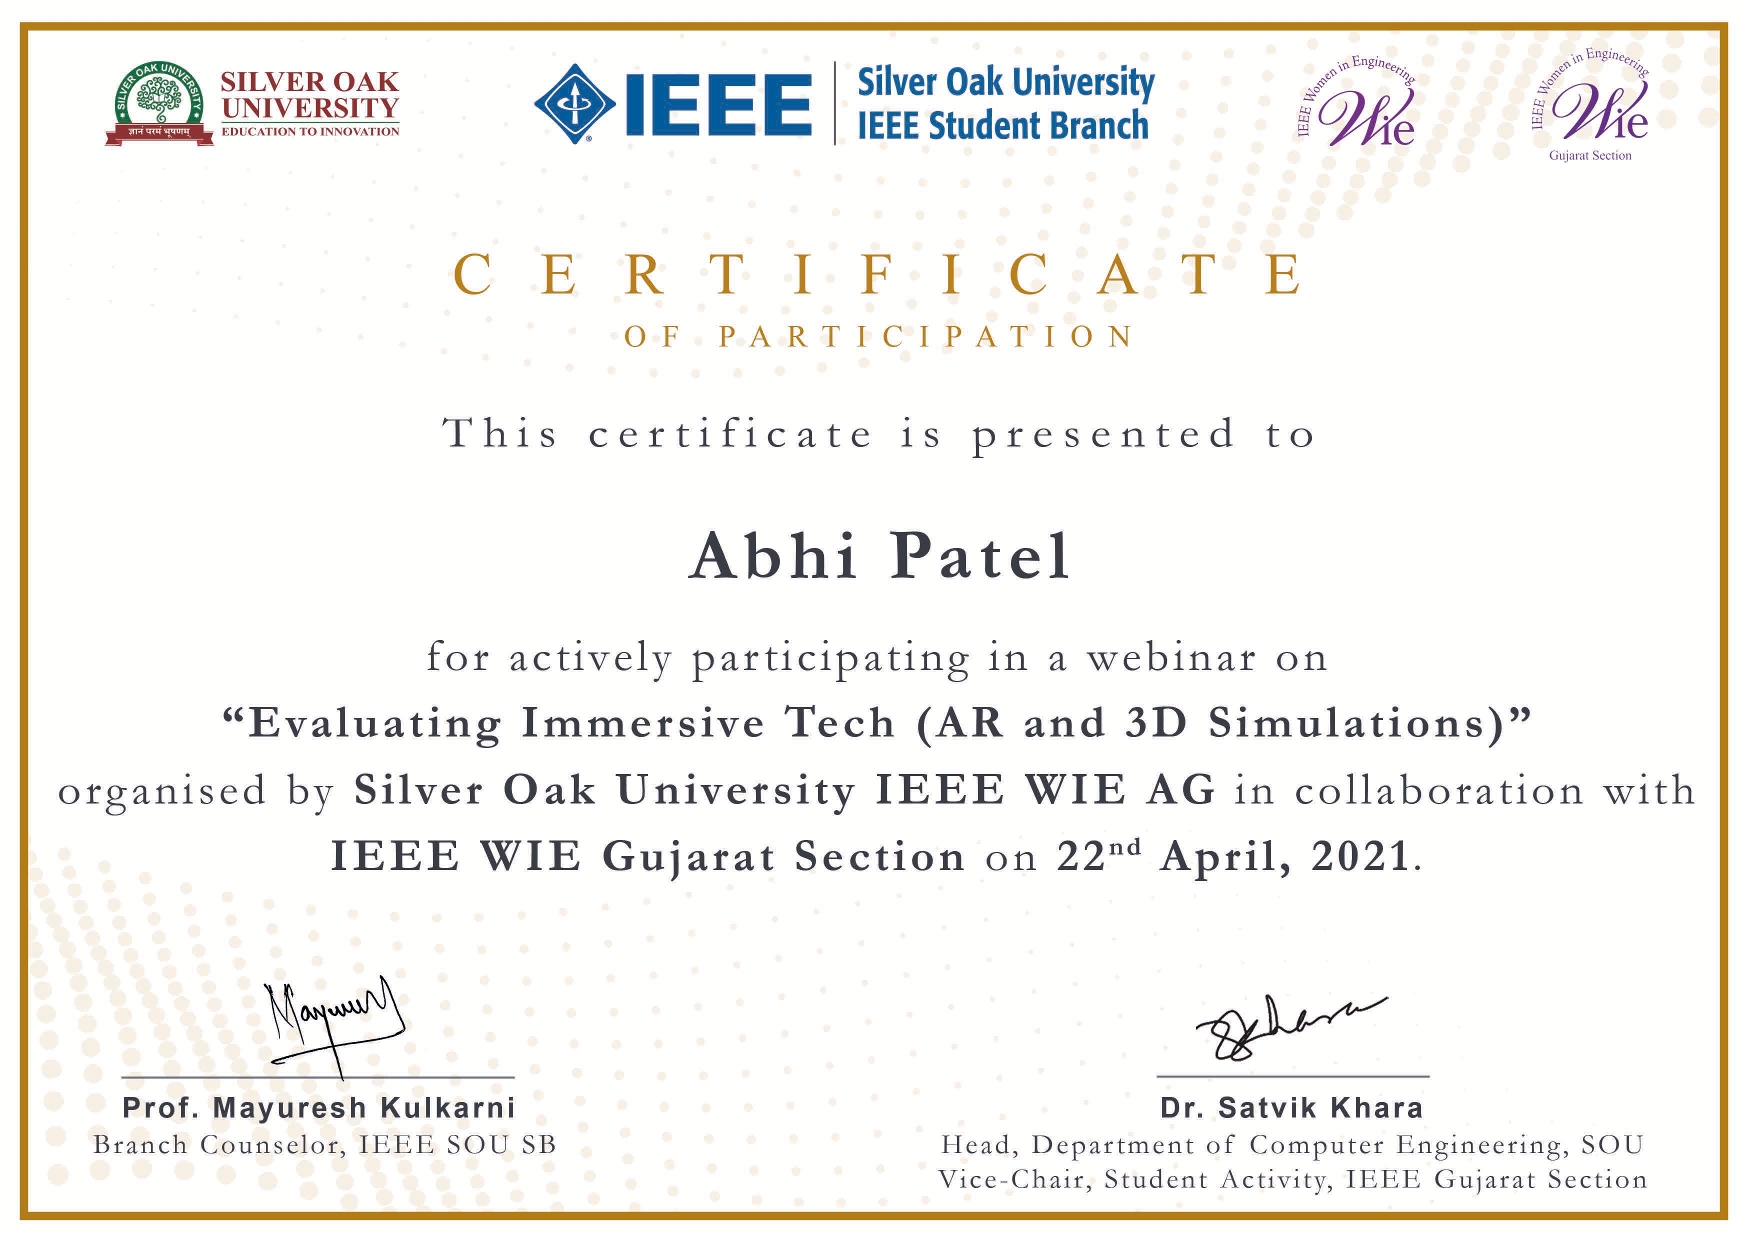 SILVER OAK UNIVERSITY
ज्ञानं परमं भूषणम्
SILVER OAK
UNIVERSITY
EDUCATION TO INNOVATION
IEEE
Silver Oak University
IEEE Student Branch
IEEE Women in Engineering
Wie
IEEE Women in Engineering
Wie
Gujarat Section
CERTIFICATE
OF PARTICIPATION
This certificate is presented to
Abhi Patel
for actively participating in a webinar on
“Evaluating Immersive Tech (AR and 3D Simulations)”
organised by Silver Oak University IEEE WIE AG in collaboration with
IEEE WIE Gujarat Section on 22nd April, 2021.
Prof. Mayuresh Kulkarni
Branch Counselor, IEEE SOU SB
Dr. Satvik Khara
Head, Department of Computer Engineering, SOU
Vice-Chair, Student Activity, IEEE Gujarat Section